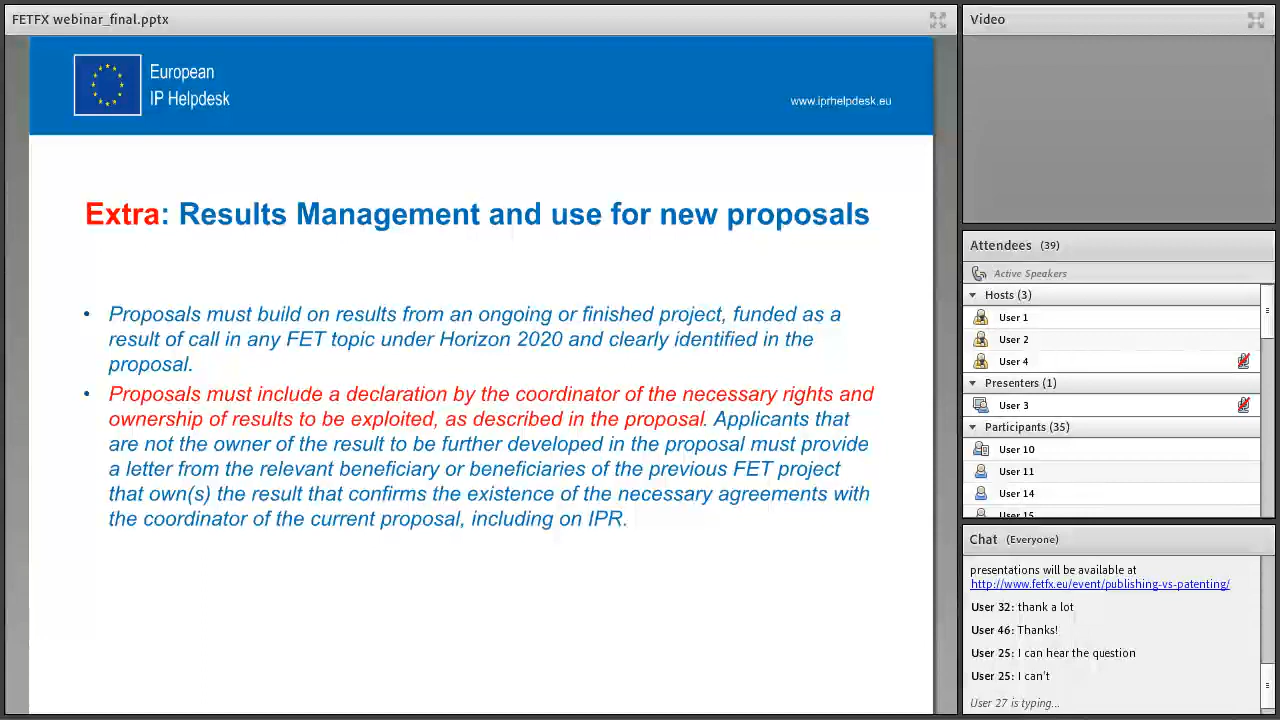 FETFX webinar_final.pptx
European
IP Helpdesk
www.iprhelpdesk.eu
Extra: Results Management and use for new proposals
• Proposals must build on results from an ongoing or finished project, funded as a
result of call in any FET topic under Horizon 2020 and clearly identified in the
proposal.
• Proposals must include a declaration by the coordinator of the necessary rights and
ownership of results to be exploited, as described in the proposal. Applicants that
are not the owner of the result to be further developed in the proposal must provide
a letter from the relevant beneficiary or beneficiaries of the previous FET project
that own(s) the result that confirms the existence of the necessary agreements with
the coordinator of the current proposal, including on IPR.
Video
Attendees (39)
Active Speakers
Hosts (3)
User 1
User 2
User 4
Presenters (1)
User 3
Participants (35)
User 10
User 11
User 14
User 15
Chat (Everyone)
presentations will be available at
http://www.fetfx.eu/event/publishing-vs-patenting/
User 32: thank a lot
User 46: Thanks!
User 25: I can hear the question
User 25: I can't
User 27 is typing...